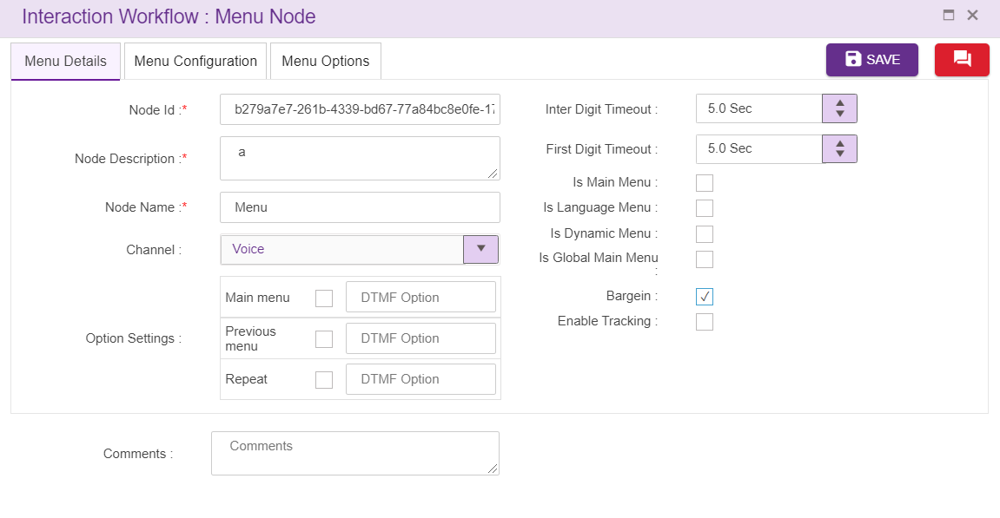 Interaction Workflow : Menu Node
Menu Details
Menu Configuration
Menu Options
SAVE
Node Id :*
b279a7e7-261b-4339-bd67-77a84bc8e0fe-17
Node Description :*
a
Node Name :*
Menu
Channel :
Voice
Option Settings :
Main menu
DTMF Option
Previous
menu
DTMF Option
Repeat
DTMF Option
Inter Digit Timeout :
5.0 Sec
First Digit Timeout :
5.0 Sec
Is Main Menu :
Is Language Menu :
Is Dynamic Menu :
Is Global Main Menu
:
Bargein :
Enable Tracking :
Comments :
Comments